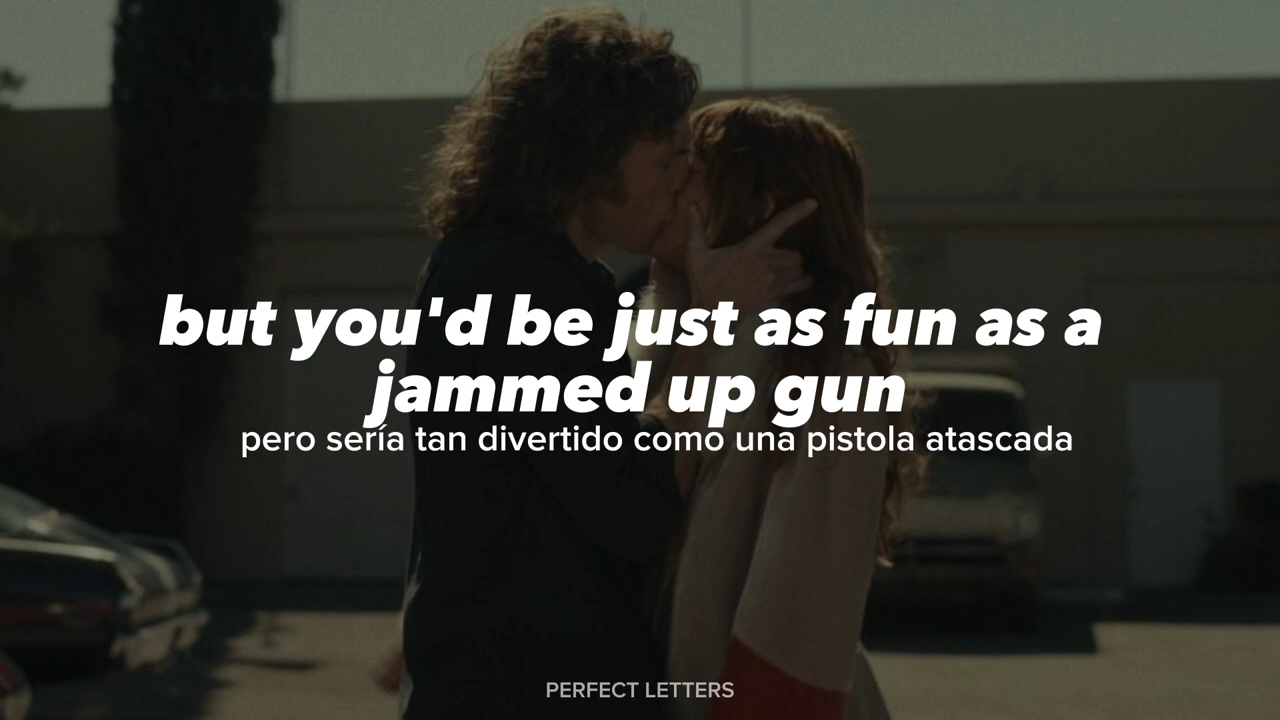 but you'd be just as fun as a
jammed up gun
pero sería tan divertido como una pistola atascada
PERFECT LETTERS